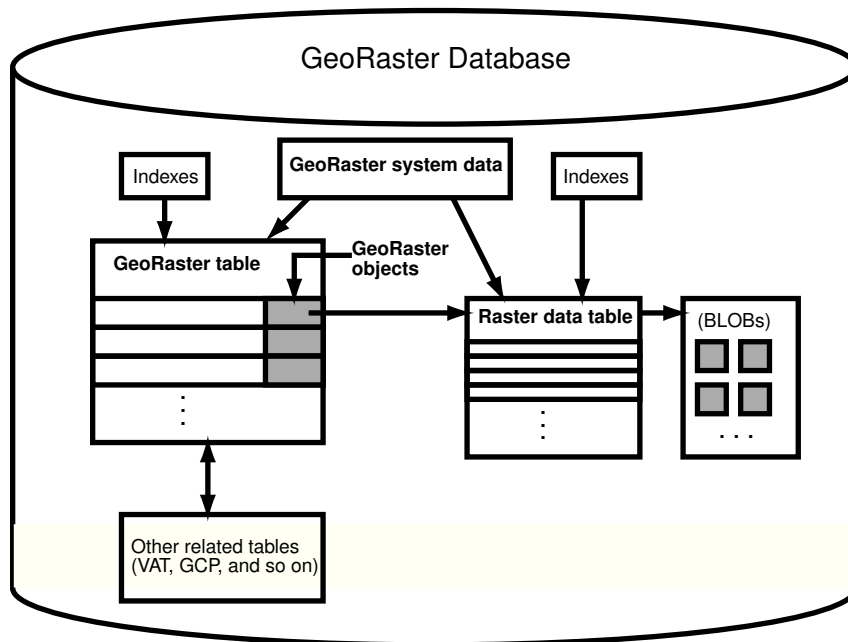 GeoRaster Database
Indexes
GeoRaster system data
Indexes
GeoRaster table
GeoRaster
objects
Raster data table
(BLOBs)
. . .
. . .
. . .
Other related tables
(VAT, GCP, and so on)